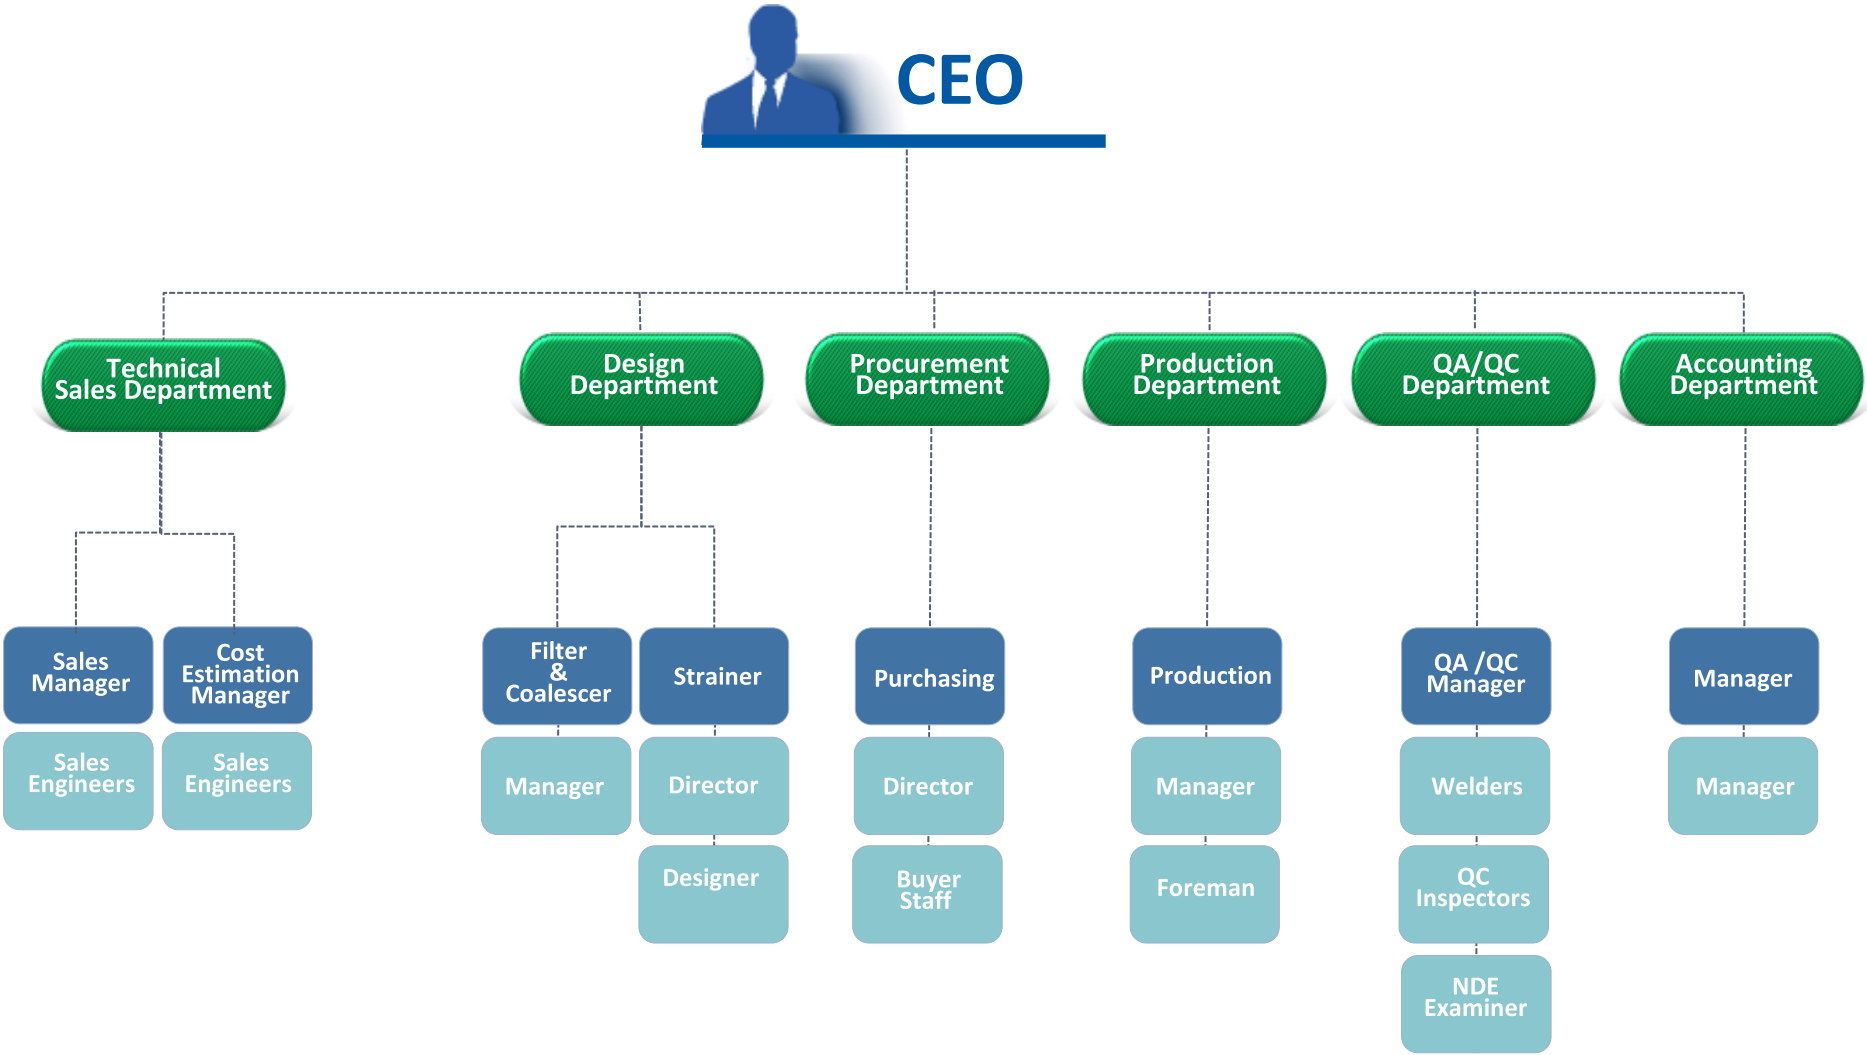 CEO
Technical
Sales Department
Design
Department
Procurement
Department
Production
Department
QA/QC
Department
Accounting
Department
Sales
Manager
Cost
Estimation
Manager
Filter
&
Coalescer
Strainer
Purchasing
Production
QA /QC
Manager
Manager
Sales
Engineers
Sales
Engineers
Manager
Director
Director
Manager
Welders
Manager
Designer
Buyer
Staff
Foreman
QC
Inspectors
NDE
Examiner